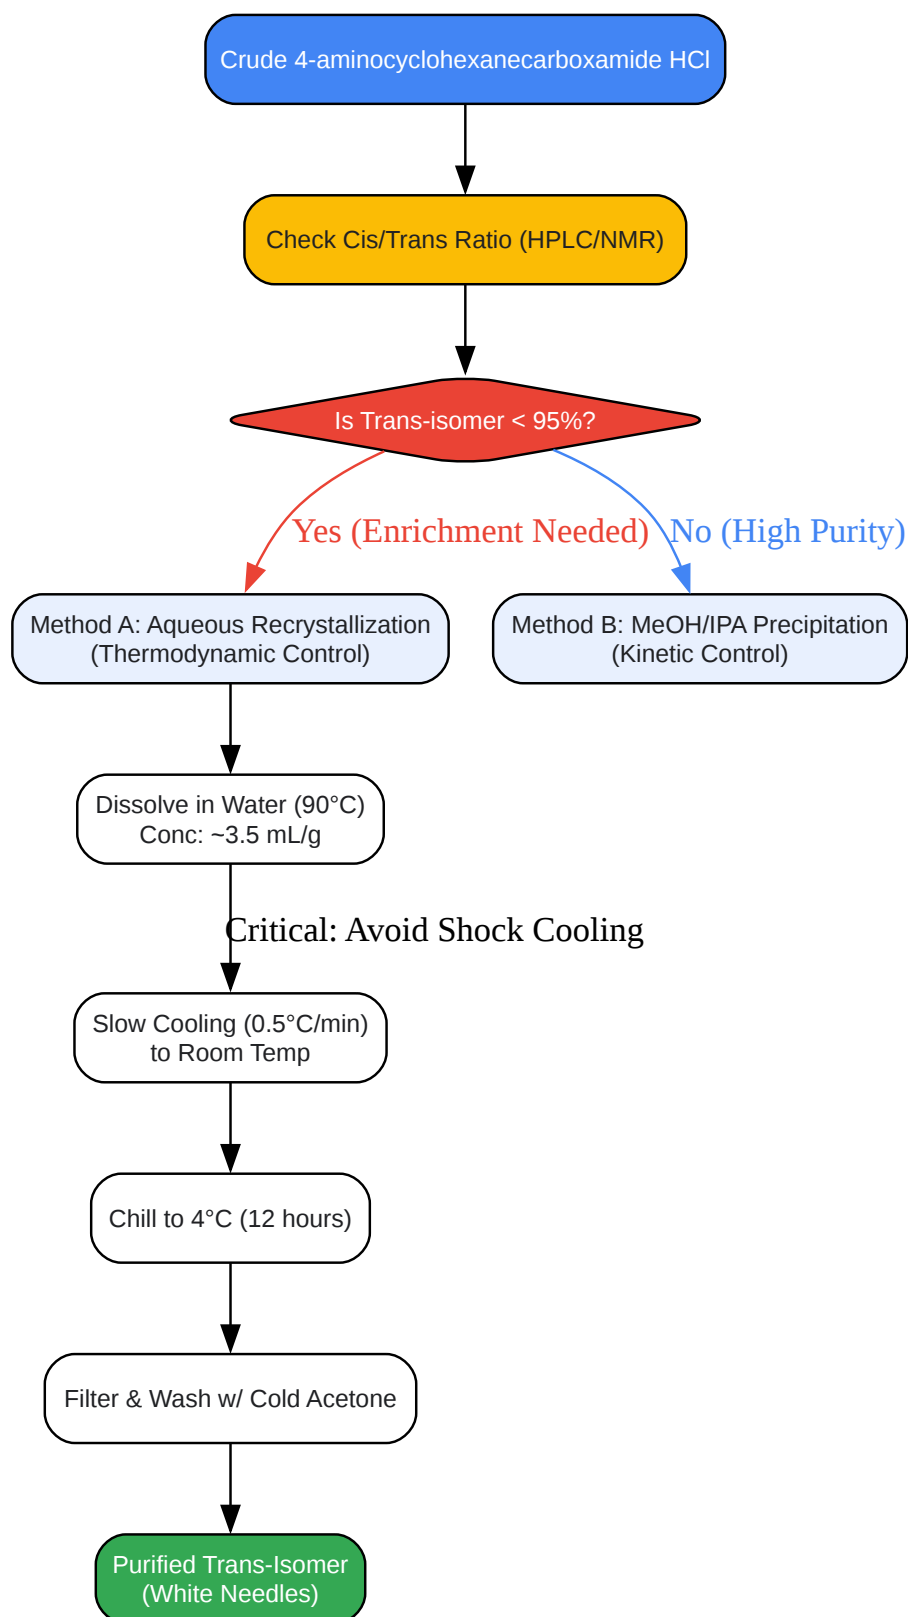 Crude 4-aminocyclohexanecarboxamide HCl
Check Cis/Trans Ratio (HPLC/NMR)
Is Trans-isomer < 95%?
Yes (Enrichment Needed)
No (High Purity)
Method A: Aqueous Recrystallization
(Thermodynamic Control)
Method B: MeOH/IPA Precipitation
(Kinetic Control)
Dissolve in Water (90°C)
Conc: ~3.5 mL/g
Critical: Avoid Shock Cooling
Slow Cooling (0.5°C/min)
to Room Temp
Chill to 4°C (12 hours)
Filter & Wash w/ Cold Acetone
Purified Trans-Isomer
(White Needles)